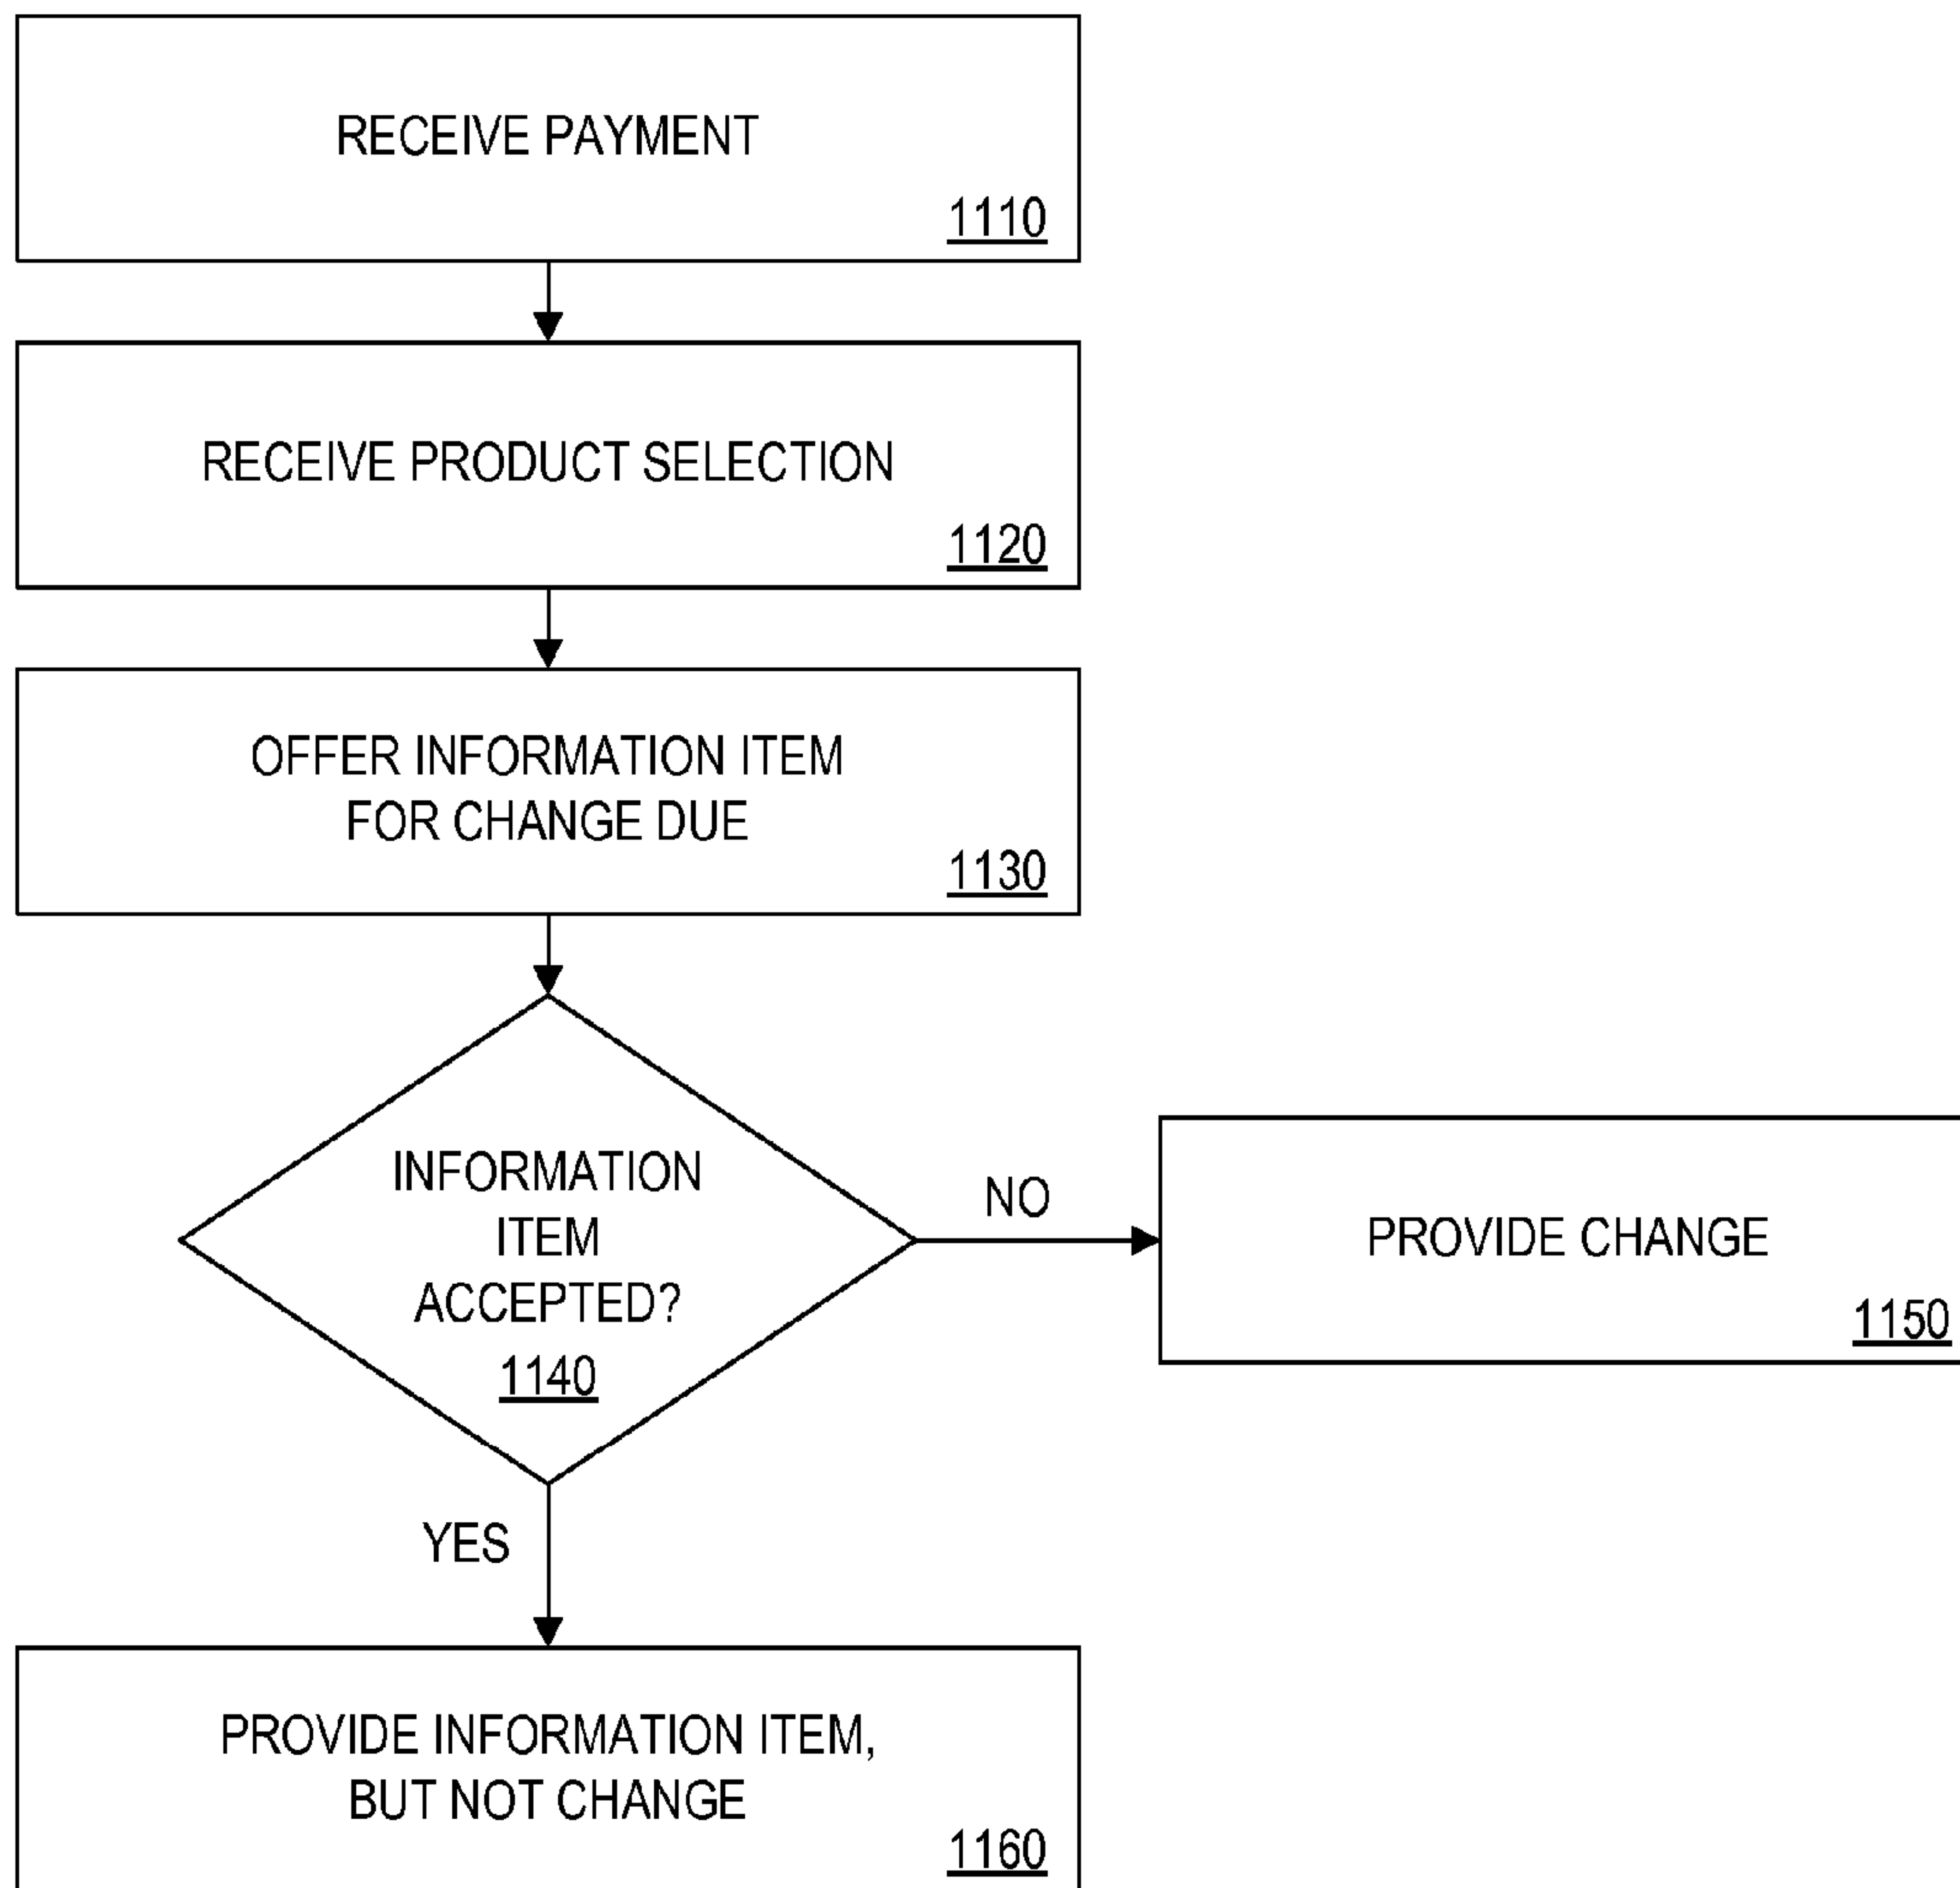 RECEIVE PAYMENT
1110
RECEIVE PRODUCT SELECTION
1120
OFFER INFORMATION ITEM
FOR CHANGE DUE
1130
INFORMATION
ITEM
ACCEPTED?
1140
NO
PROVIDE CHANGE
1150
YES
PROVIDE INFORMATION ITEM,
BUT NOT CHANGE
1160